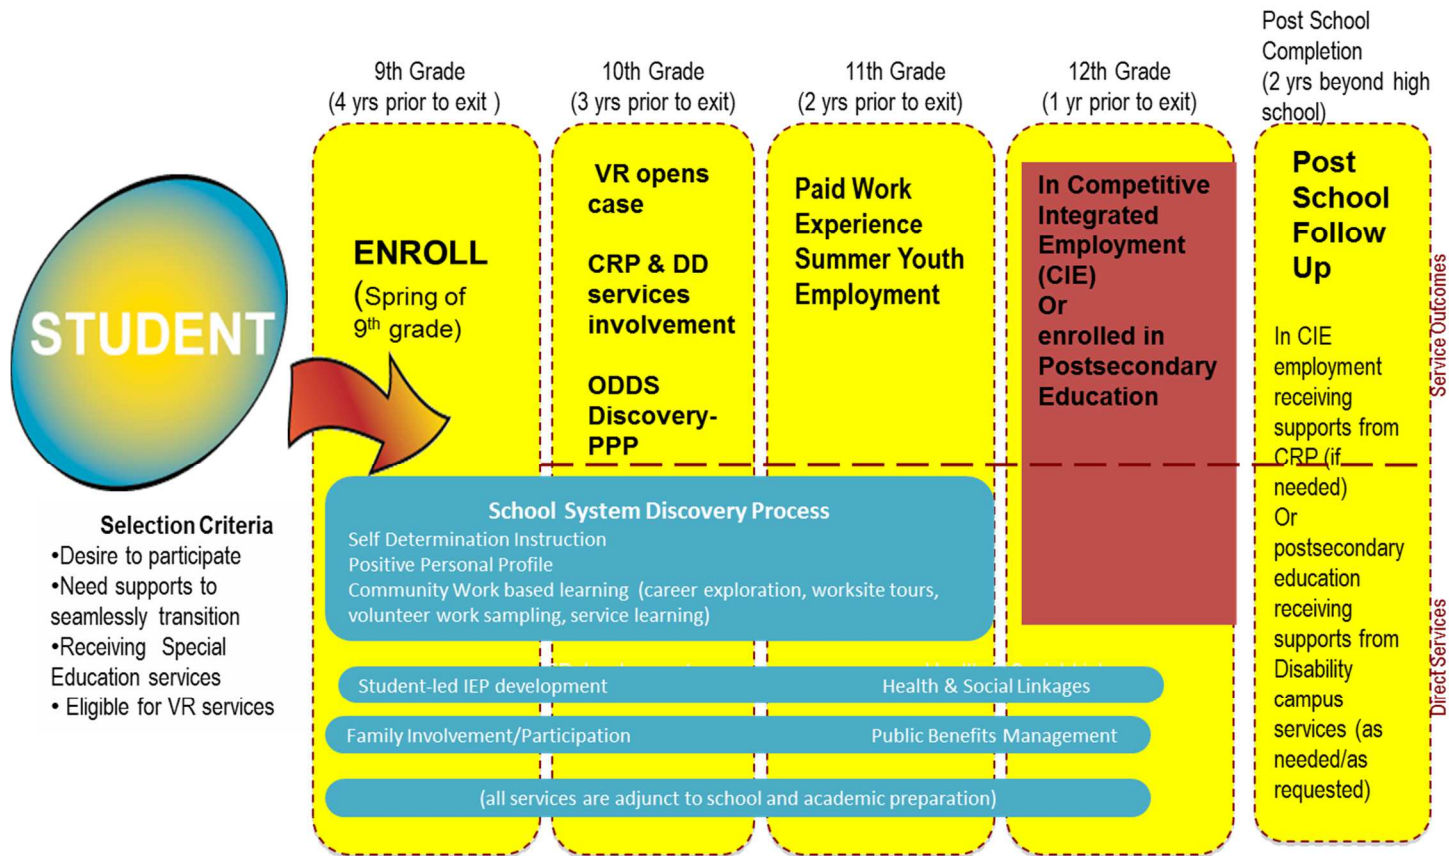 Post School
Completion
(2 yrs beyond high
school)
9th Grade
(4 yrs prior to exit )
10th Grade
(3 yrs prior to exit)
11th Grade
(2 yrs prior to exit)
12th Grade
(1 yr prior to exit)
STUDENT
Selection Criteria
•Desire to participate
•Need supports to
seamlessly transition
•Receiving Special
Education services
• Eligible for VR services
ENROLL
(Spring of
9th grade)
VR opens
case
CRP & DD
services
involvement
ODDS
Discovery-
PPP
Paid Work
Experience
Summer Youth
Employment
In Competitive
Integrated
Employment
(CIE)
Or
enrolled in
Postsecondary
Education
Post
School
Follow
Up
In CIE
employment
receiving
supports from
CRP (if
needed)
Or
postsecondary
education
receiving
supports from
Disability
campus
services (as
needed/as
requested)
Service Outcomes
Direct Services
School System Discovery Process
Self Determination Instruction
Positive Personal Profile
Community Work based learning (career exploration, worksite tours,
volunteer work sampling, service learning)
Student-led IEP development
Health & Social Linkages
Family Involvement/Participation
Public Benefits Management
(all services are adjunct to school and academic preparation)